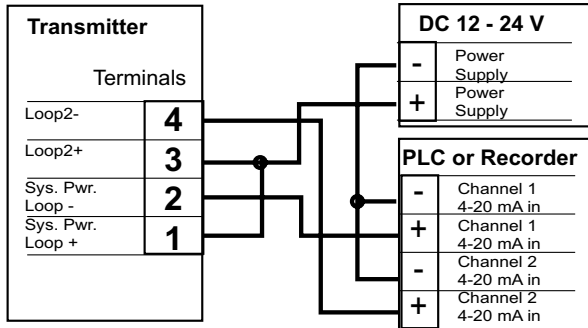 Transmitter
Terminals
Loop2-
4
Loop2+
3
Sys. Pwr.
Loop -
2
Sys. Pwr.
Loop +
1
DC 12 - 24 V
-
Power
Supply
+
Power
Supply
PLC or Recorder
-
Channel 1
4-20 mA in
+
Channel 1
4-20 mA in
-
Channel 2
4-20 mA in
+
Channel 2
4-20 mA in